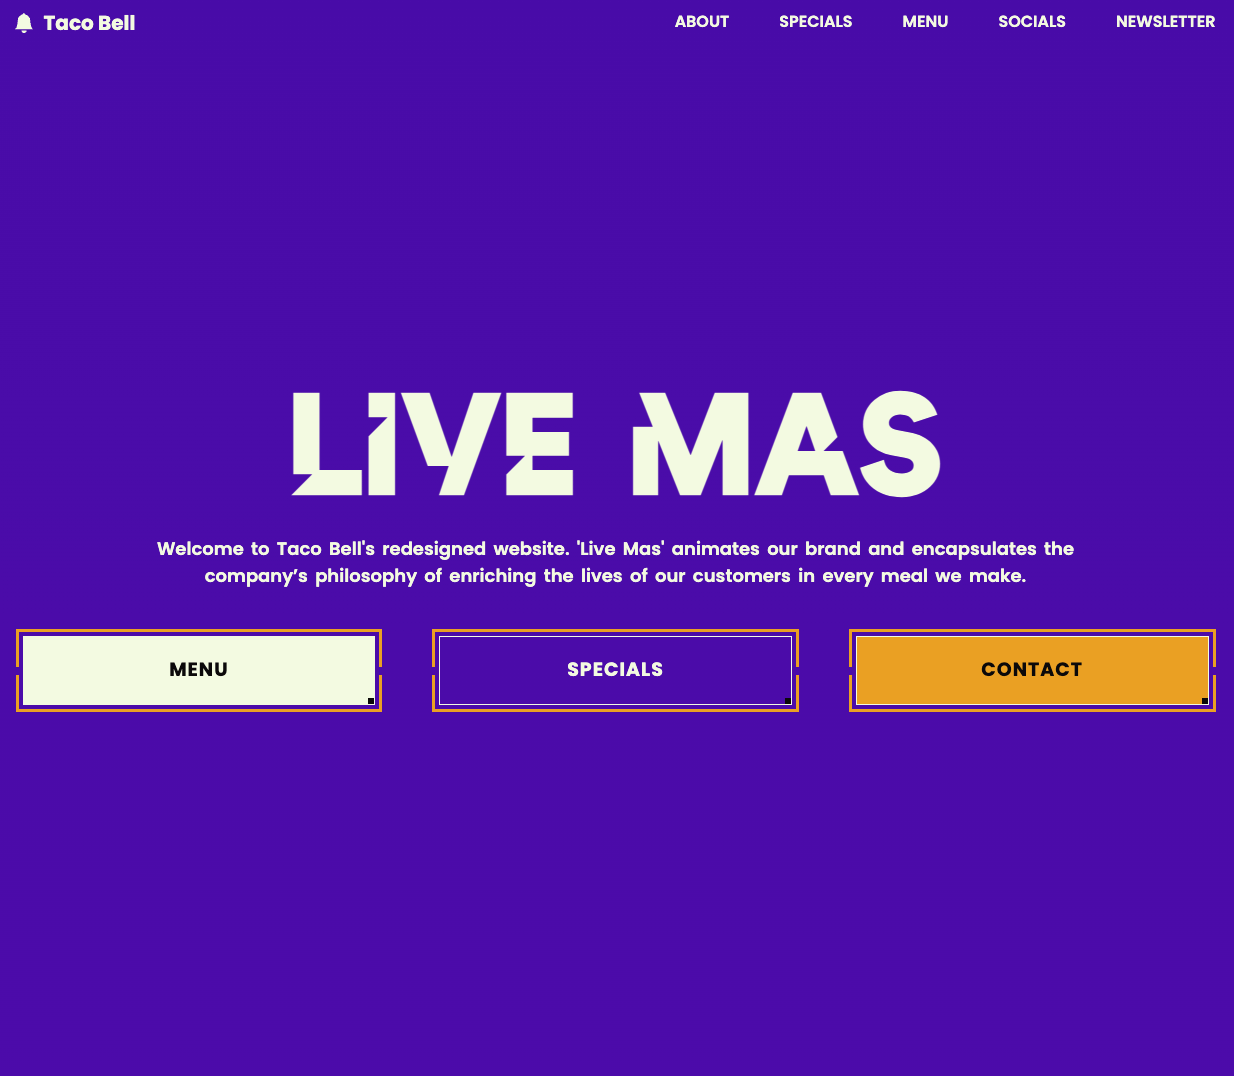 Taco Bell
ABOUT SPECIALS MENU SOCIALS NEWSLETTER
LIVE MAS
Welcome to Taco Bell's redesigned website. 'Live Mas' animates our brand and encapsulates the
company’s philosophy of enriching the lives of our customers in every meal we make.
MENU SPECIALS CONTACT